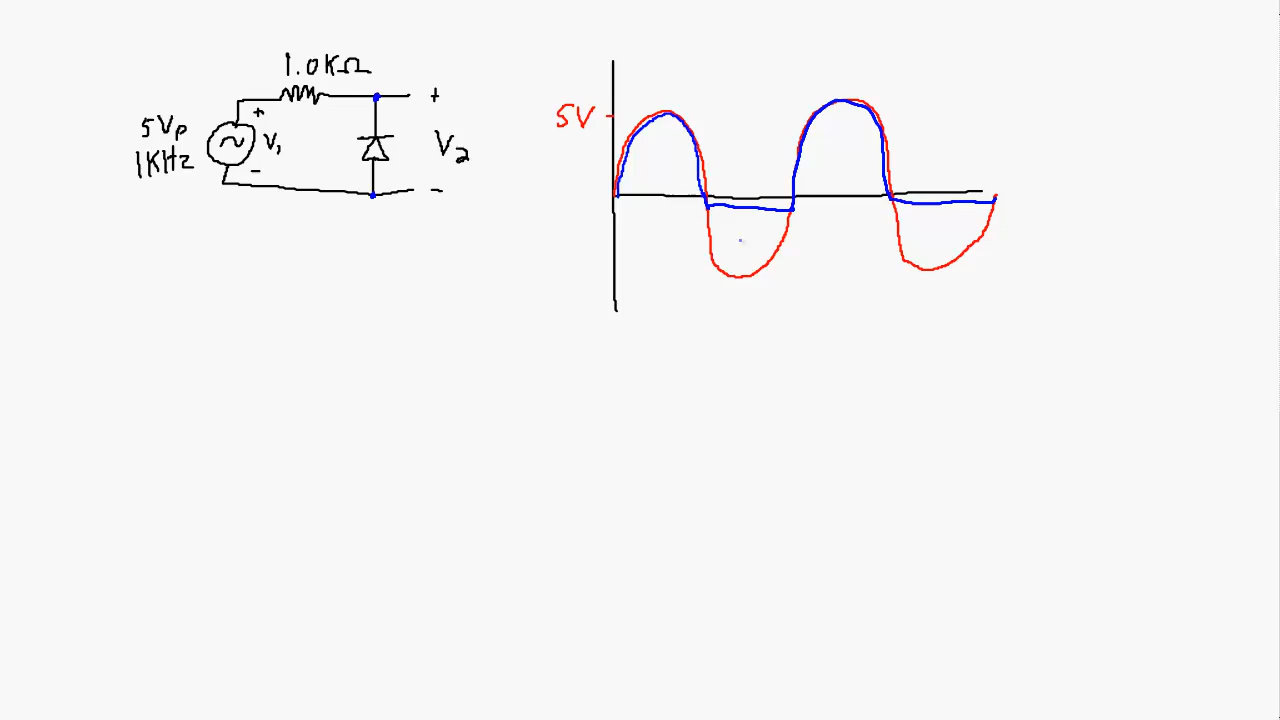 1.0KΩ
+
+
5Vp
V1
V2
1KHz
-
-
5V